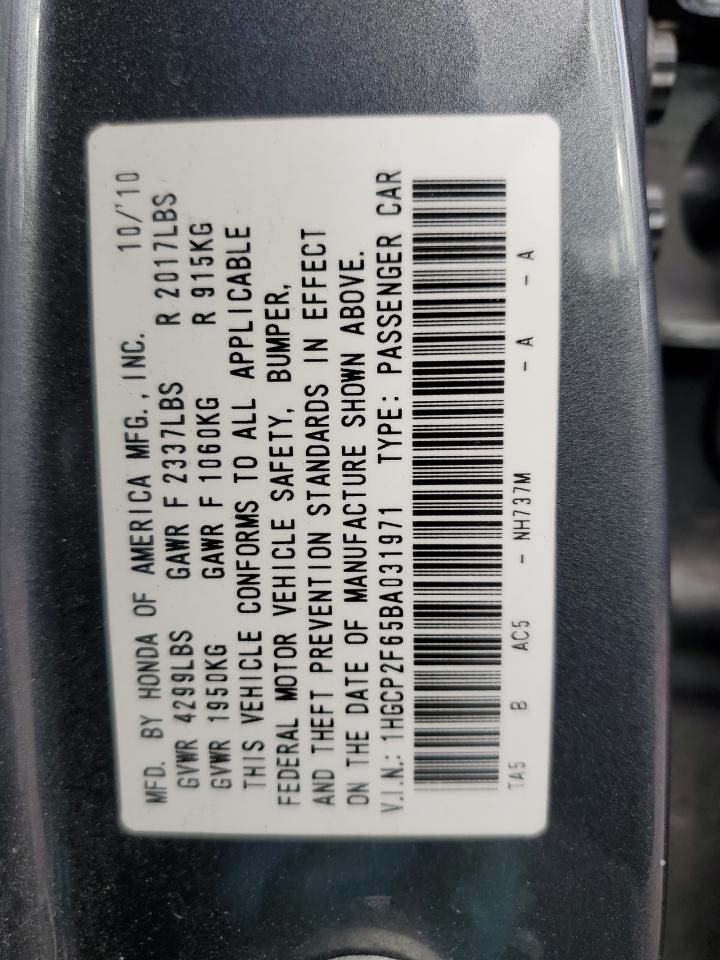 MFD. BY HONDA OF AMERICA MFG., INC. 10/'10
GVWR 4299LBS GAWR F 2337LBS R 2017LBS
GVWR 1950KG GAWR F 1060KG R 915KG
THIS VEHICLE CONFORMS TO ALL APPLICABLE
FEDERAL MOTOR VEHICLE SAFETY, BUMPER,
AND THEFT PREVENTION STANDARDS IN EFFECT
ON THE DATE OF MANUFACTURE SHOWN ABOVE.
V.I.N.: 1HGCP2F65BA031971 TYPE: PASSENGER CAR
TA5 B AC5 - NH737M - A - A